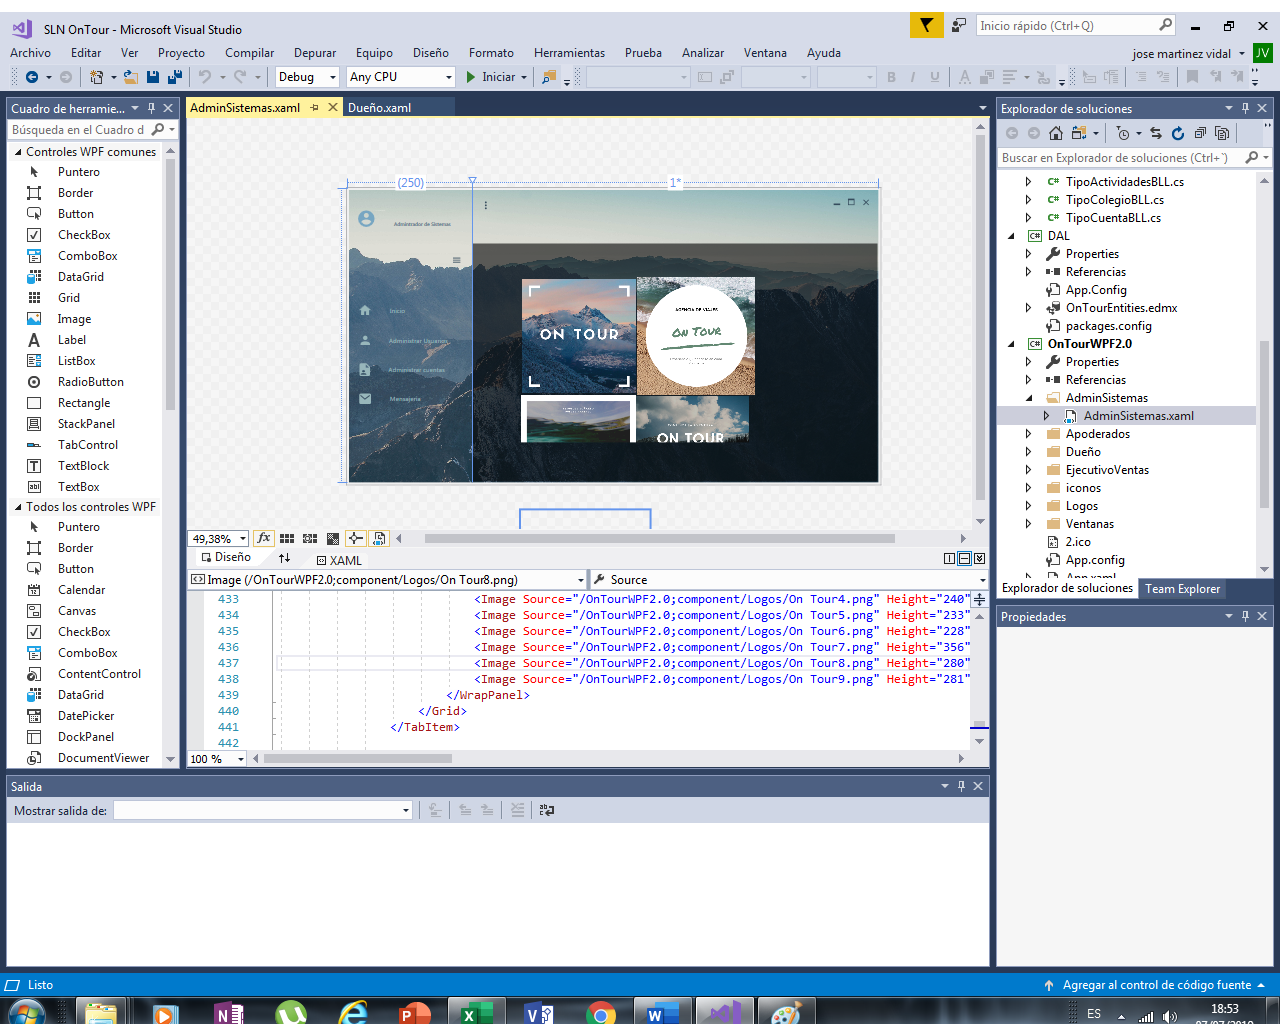 SLN OnTour - Microsoft Visual Studio
Inicio rápido (Ctrl+Q)
Archivo Editar Ver Proyecto Compilar Depurar Equipo Diseño Formato Herramientas Prueba Analizar Ventana Ayuda
jose martinez vidal JV
Debug Any CPU Iniciar
Cuadro de herramie...
Búsqueda en el Cuadro d
Controles WPF comunes
Puntero
Border
Button
CheckBox
ComboBox
DataGrid
Grid
Image
Label
ListBox
RadioButton
Rectangle
StackPanel
TabControl
TextBlock
TextBox
Todos los controles WPF
Puntero
Border
Button
Calendar
Canvas
CheckBox
ComboBox
ContentControl
DataGrid
DatePicker
DockPanel
DocumentViewer
AdminSistemas.xaml Dueño.xaml
(250) 1*
Admintrador de Sistemas
Inicio
Administrar Usuarios
Administrar cuentas
Mensajeria
ON TOUR
AGENCIA DE VIAJES
ON TOUR
ON TOUR
49,38%
Diseño XAML
Image (/OnTourWPF2.0;component/Logos/On Tour8.png) Source
433 <Image Source="/OnTourWPF2.0;component/Logos/On Tour4.png" Height="240"
434 <Image Source="/OnTourWPF2.0;component/Logos/On Tour5.png" Height="233"
435 <Image Source="/OnTourWPF2.0;component/Logos/On Tour6.png" Height="228"
436 <Image Source="/OnTourWPF2.0;component/Logos/On Tour7.png" Height="356"
437 <Image Source="/OnTourWPF2.0;component/Logos/On Tour8.png" Height="280"
438 <Image Source="/OnTourWPF2.0;component/Logos/On Tour9.png" Height="281"
439 </WrapPanel>
440 </Grid>
441 </TabItem>
442
100 %
Explorador de soluciones
Buscar en Explorador de soluciones (Ctrl+`)
TipoActividadesBLL.cs
TipoColegioBLL.cs
TipoCuentaBLL.cs
DAL
Properties
Referencias
App.Config
OnTourEntities.edmx
packages.config
OnTourWPF2.0
Properties
Referencias
AdminSistemas
AdminSistemas.xaml
Apoderados
Dueño
EjecutivoVentas
iconos
Logos
Ventanas
2.ico
App.config
App.xaml
Explorador de soluciones Team Explorer
Propiedades
Salida
Mostrar salida de:
Listo
Agregar al control de código fuente
ES
18:53
07/07/2019